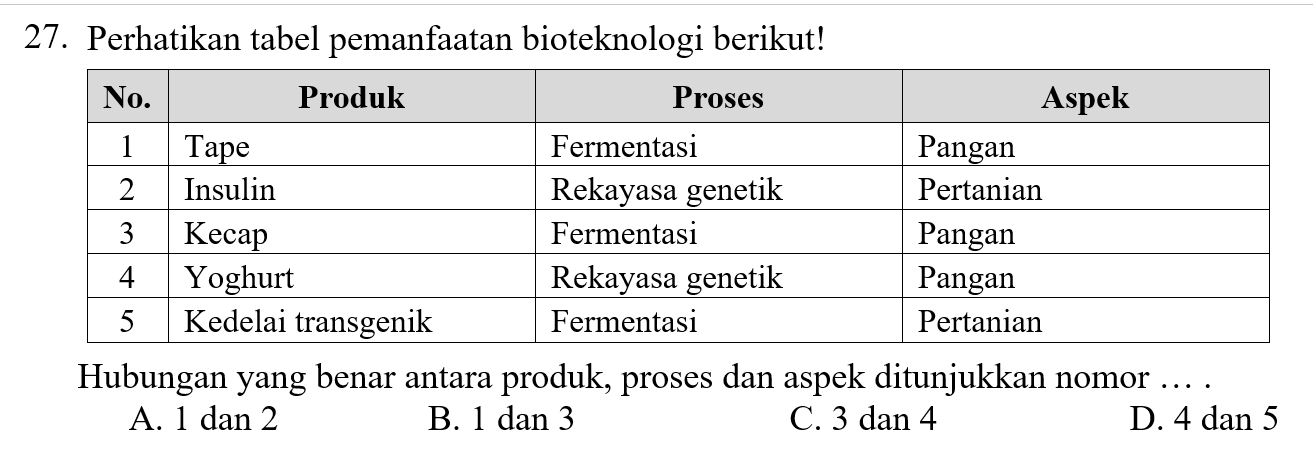 27. Perhatikan tabel pemanfaatan bioteknologi berikut!
No. Produk Proses Aspek
1 Tape Fermentasi Pangan
2 Insulin Rekayasa genetik Pertanian
3 Kecap Fermentasi Pangan
4 Yoghurt Rekayasa genetik Pangan
5 Kedelai transgenik Fermentasi Pertanian
Hubungan yang benar antara produk, proses dan aspek ditunjukkan nomor … .
A. 1 dan 2 B. 1 dan 3 C. 3 dan 4 D. 4 dan 5